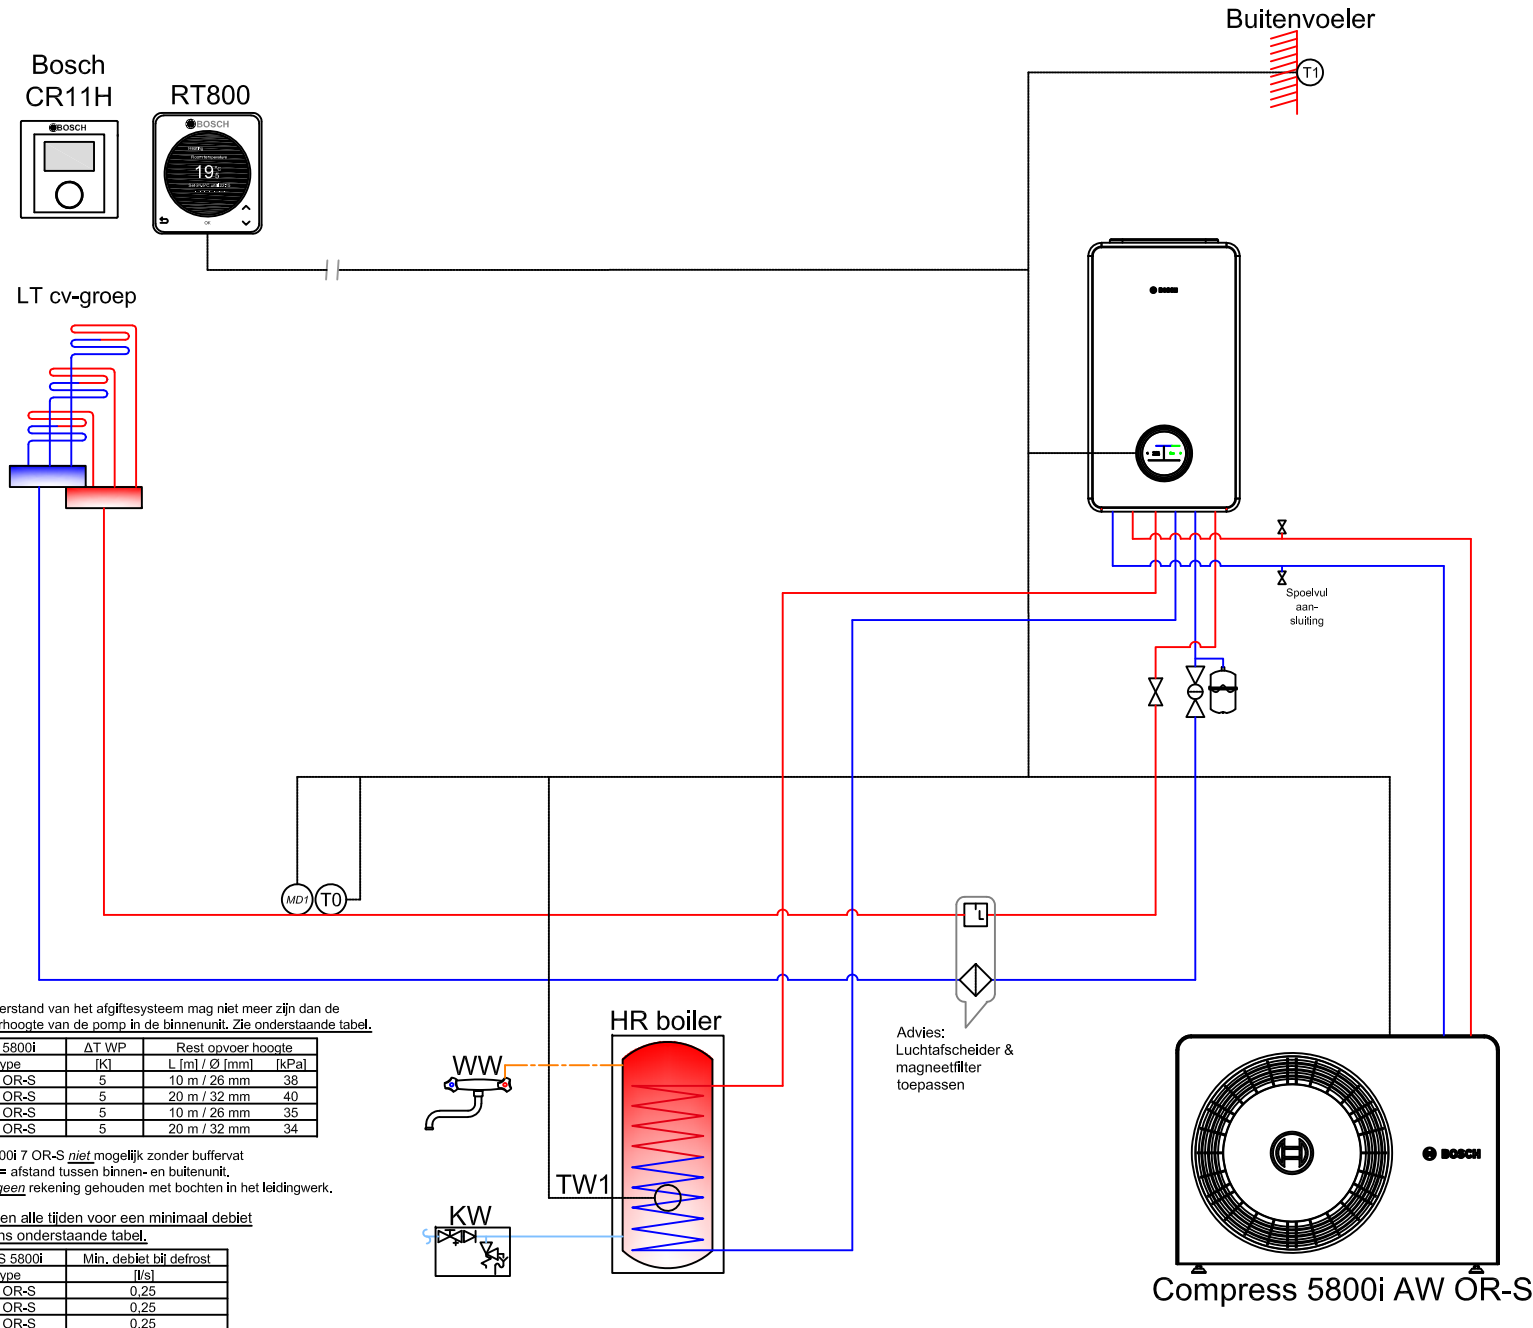 Buitenvoeler
T1
Bosch
CR11H
BOSCH
RT800
BOSCH
Heating
Room temperature
19
OK
LT cv-groep
BOSCH
Spoelvul
aan-
sluiting
MD1
T0
L
Advies:
Luchtafscheider &
magneetfilter
toepassen
erstand van het afgiftesysteem mag niet meer zijn dan de
rhoogte van de pomp in de binnenunit. Zie onderstaande tabel.
5800i ΔT WP Rest opvoer hoogte
ype [K] L [m] / Ø [mm] [kPa]
OR-S 5 10 m / 26 mm 38
OR-S 5 20 m / 32 mm 40
OR-S 5 10 m / 26 mm 35
OR-S 5 20 m / 32 mm 34
00i 7 OR-S niet mogelijk zonder buffervat
= afstand tussen binnen- en buitenunit.
geen rekening gehouden met bochten in het leidingwerk.
en alle tijden voor een minimaal debiet
ns onderstaande tabel.
S 5800i Min. debiet bij defrost
ype [l/s]
OR-S 0,25
OR-S 0,25
OR-S 0,25
HR boiler
WW
TW1
KW
BOSCH
Compress 5800i AW OR-S